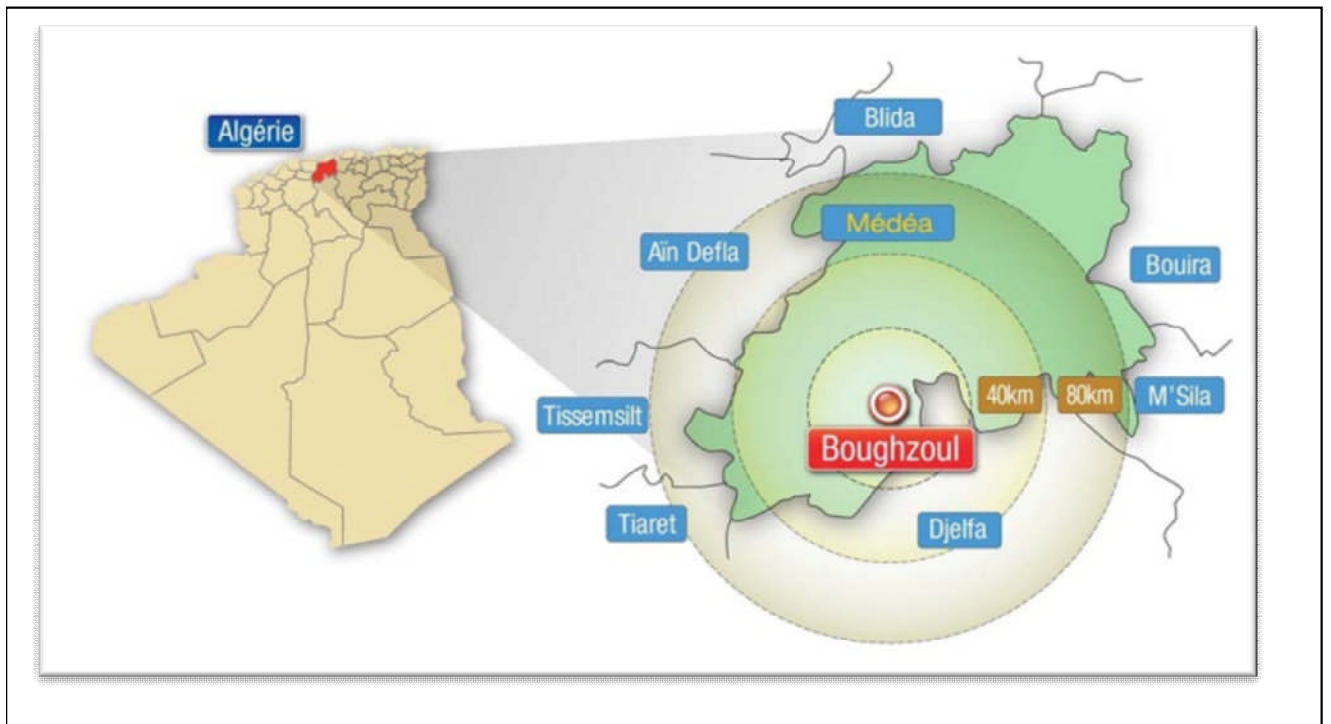 Algérie
Blida
Médéa
Aïn Defla
Bouira
40km
80km
M'Sila
Tissemsilt
Boughzoul
Tiaret
Djelfa